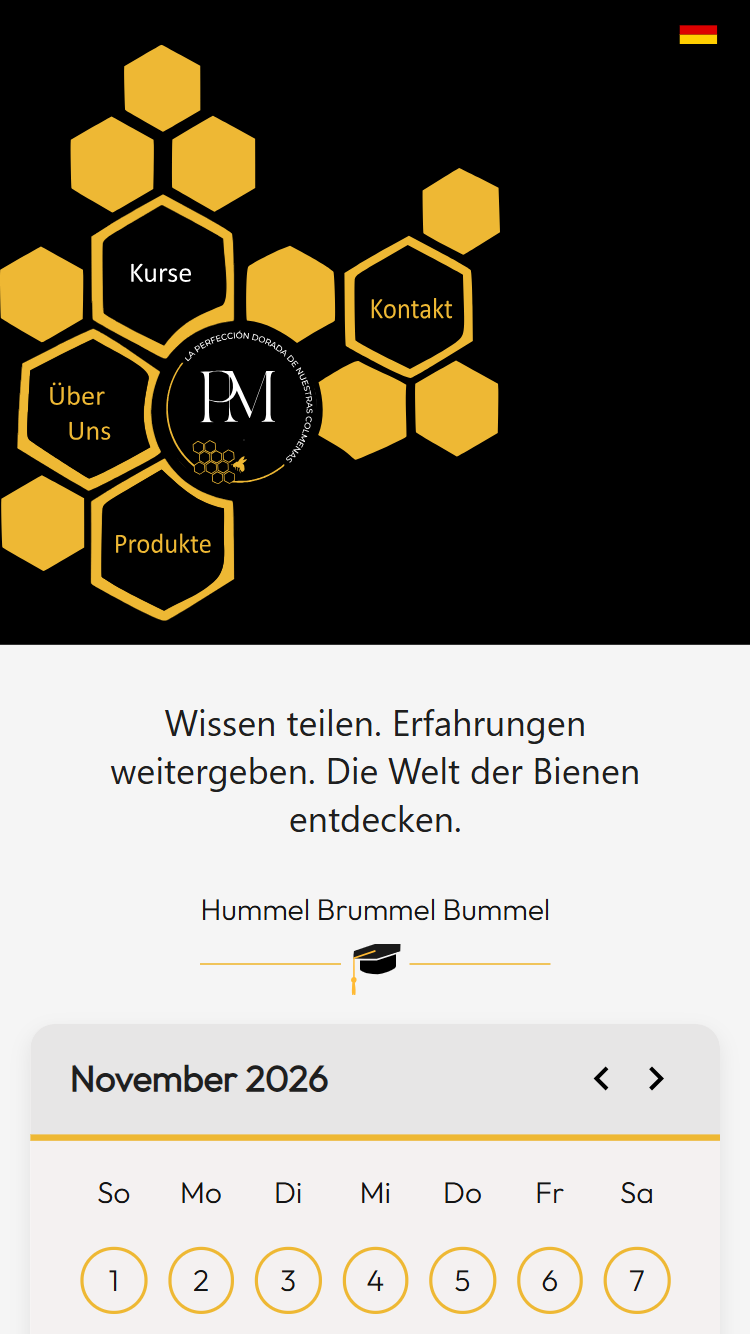 Kurse
Kontakt
LA PERFECCIÓN DORADA DE NUESTRAS COLMENAS
PM
Über
Uns
Produkte
Wissen teilen. Erfahrungen
weitergeben. Die Welt der Bienen
entdecken.
Hummel Brummel Bummel
November 2026
So Mo Di Mi Do Fr Sa
1 2 3 4 5 6 7